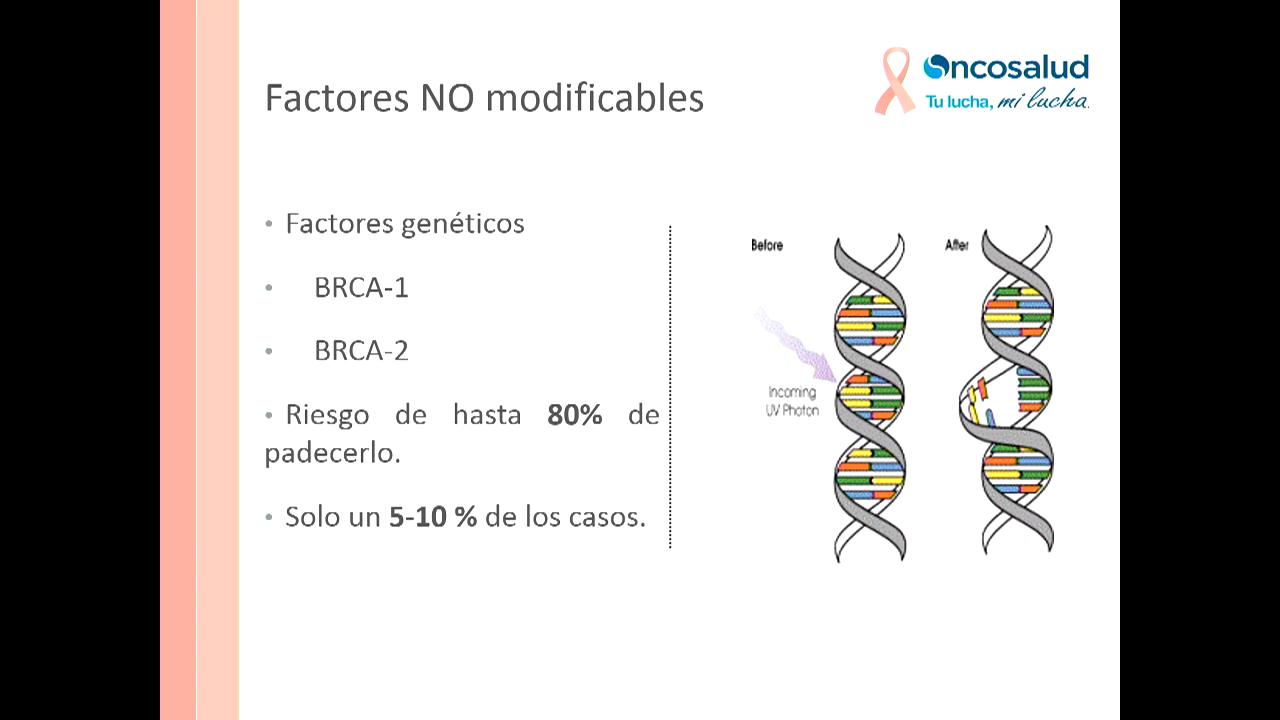 Factores NO modificables
Oncosalud
Tu lucha, mi lucha.
• Factores genéticos
• BRCA-1
• BRCA-2
• Riesgo de hasta 80% de
padecerlo.
• Solo un 5-10 % de los casos.
Before
After
Incoming
UV Photon